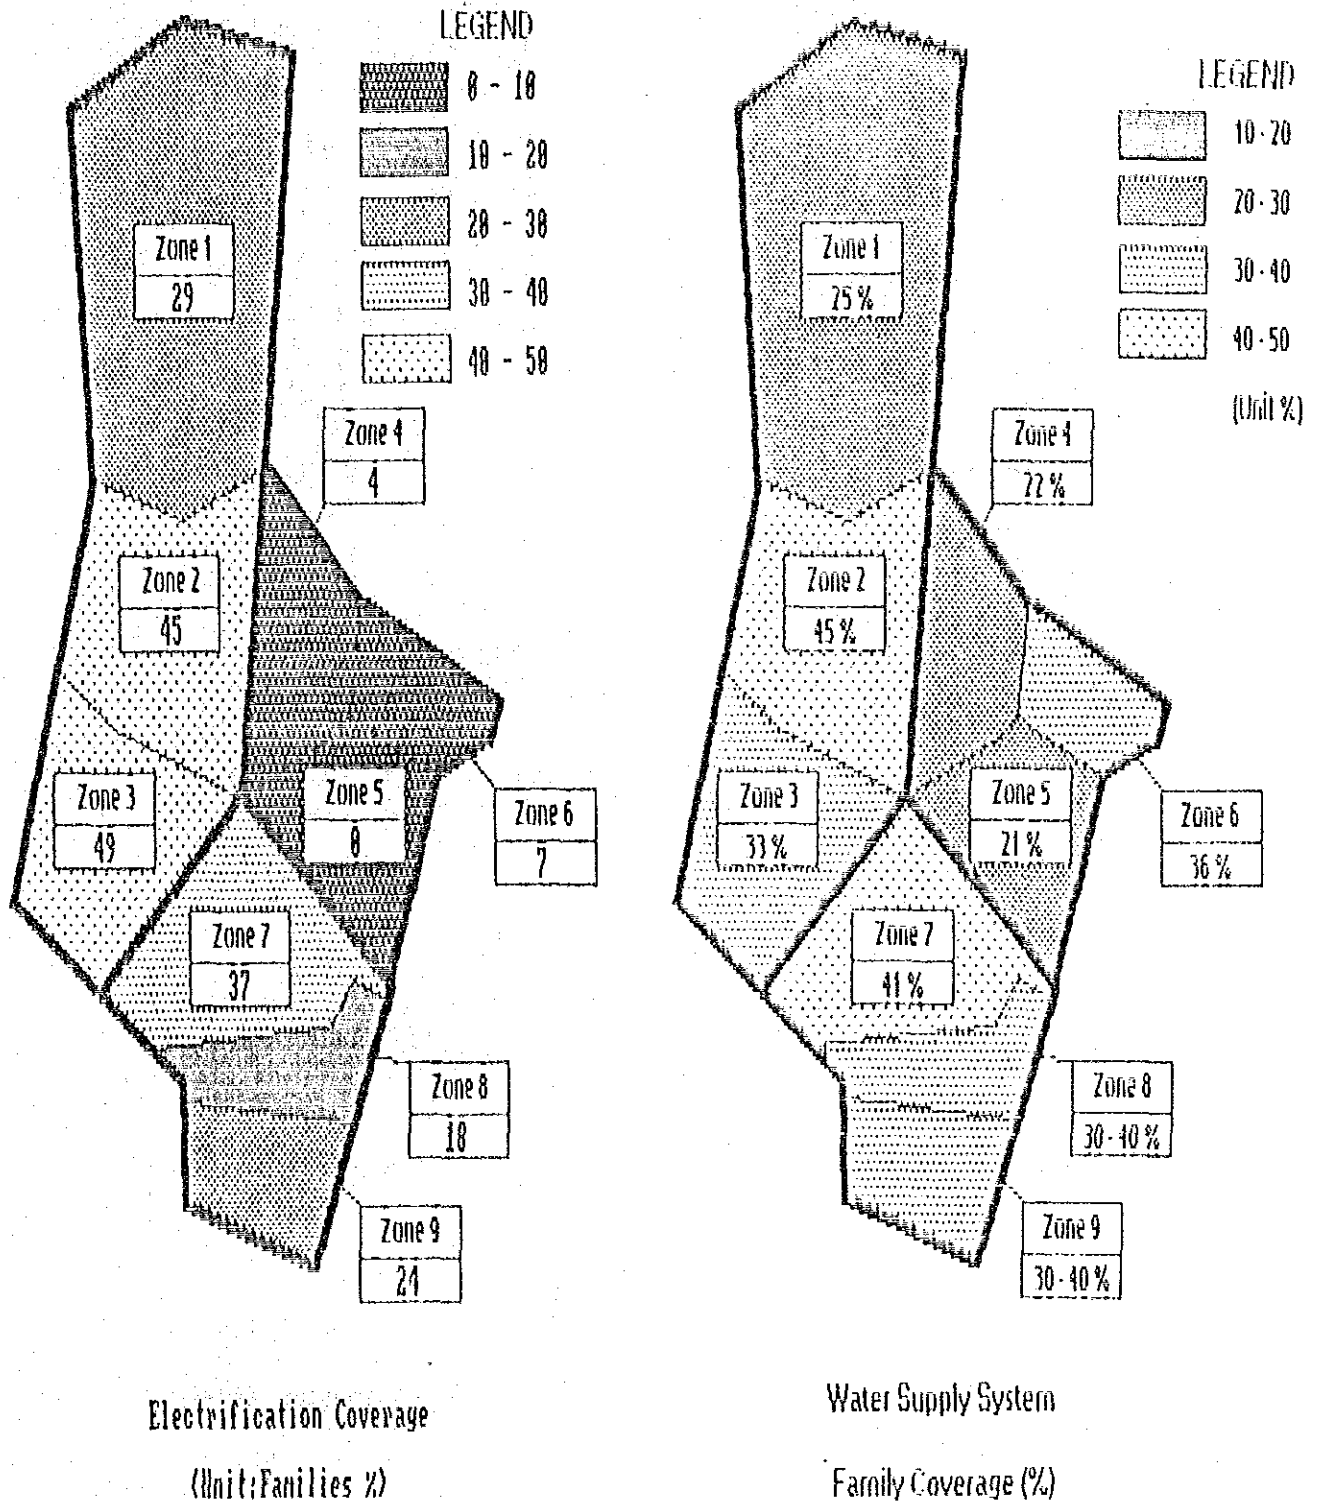 LEGEND
0 - 10
10 - 20
20 - 30
30 - 40
40 - 50
Zone 1
29
Zone 4
4
Zone 2
45
Zone 3
49
Zone 5
0
Zone 6
7
Zone 7
37
Zone 8
18
Zone 9
24
Electrification Coverage
(Unit:Families %)
LEGEND
10-20
20-30
30-40
40-50
(Unit %)
Zone 1
25 %
Zone 4
22 %
Zone 2
45 %
Zone 3
33 %
Zone 5
21 %
Zone 6
36 %
Zone 7
41 %
Zone 8
30-40 %
Zone 9
30-40 %
Water Supply System
Family Coverage (%)